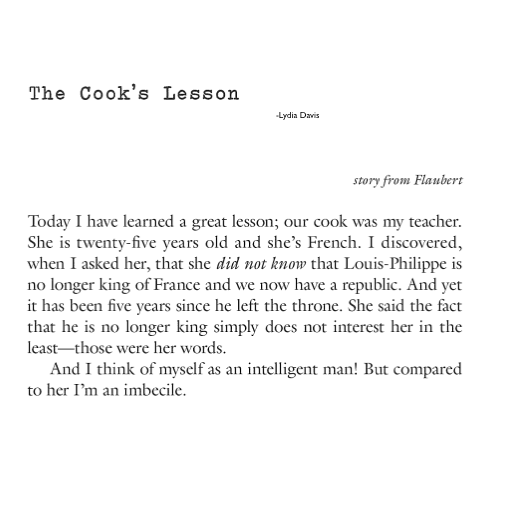 The Cook's Lesson
-Lydia Davis
story from Flaubert
Today I have learned a great lesson; our cook was my teacher.
She is twenty-five years old and she's French. I discovered,
when I asked her, that she did not know that Louis-Philippe is
no longer king of France and we now have a republic. And yet
it has been five years since he left the throne. She said the fact
that he is no longer king simply does not interest her in the
least—those were her words.
And I think of myself as an intelligent man! But compared
to her I'm an imbecile.